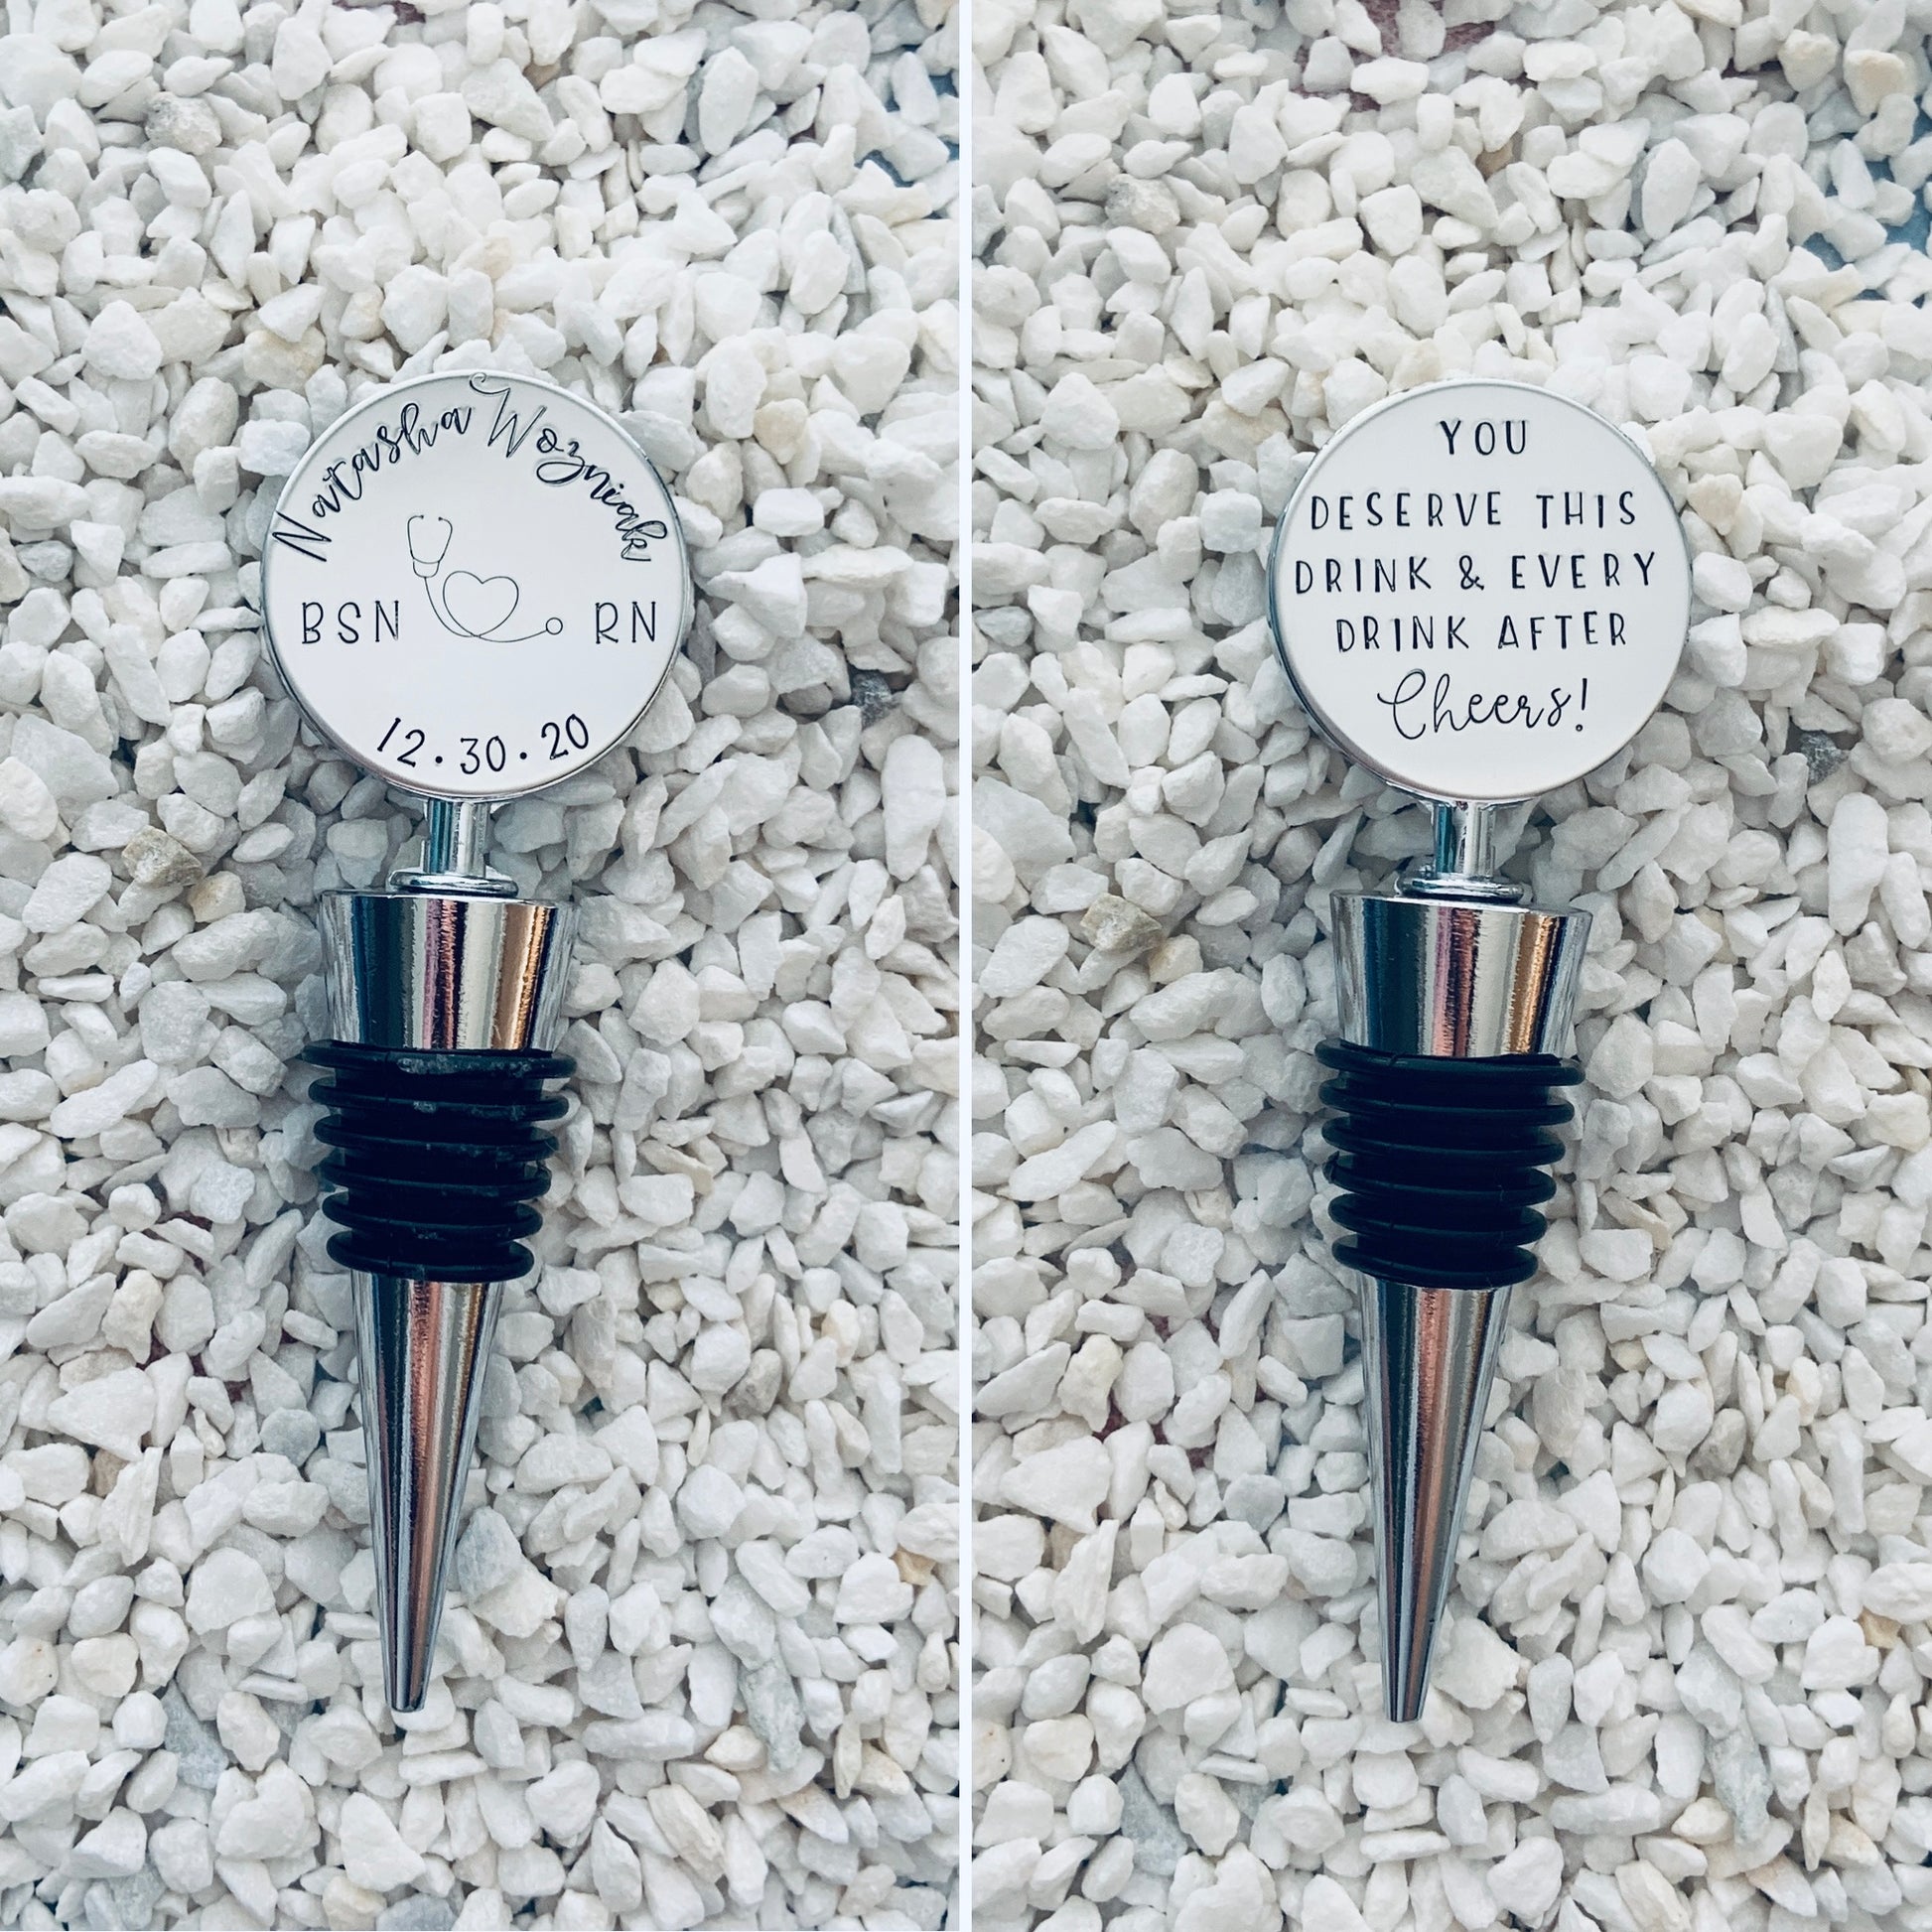 Natasha Wozniak
BSN RN
12.30.20
YOU
DESERVE THIS
DRINK & EVERY
DRINK AFTER
Cheers!